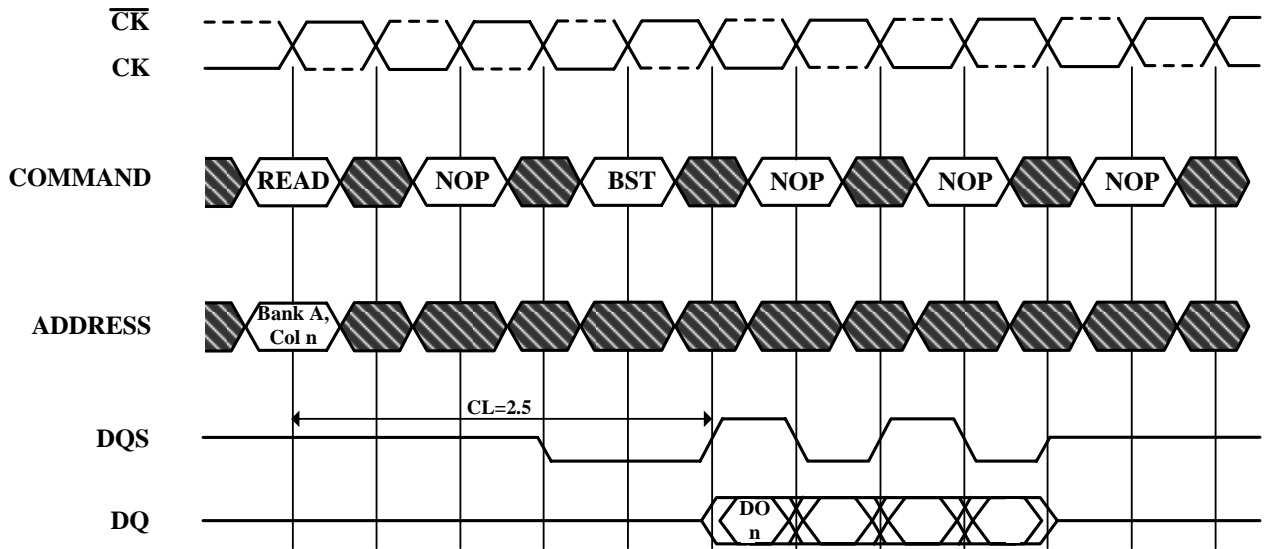 CK
CK
COMMAND
READ NOP BST NOP NOP NOP
ADDRESS
Bank A,
Col n
CL=2.5
DQS
DQ
DO
n